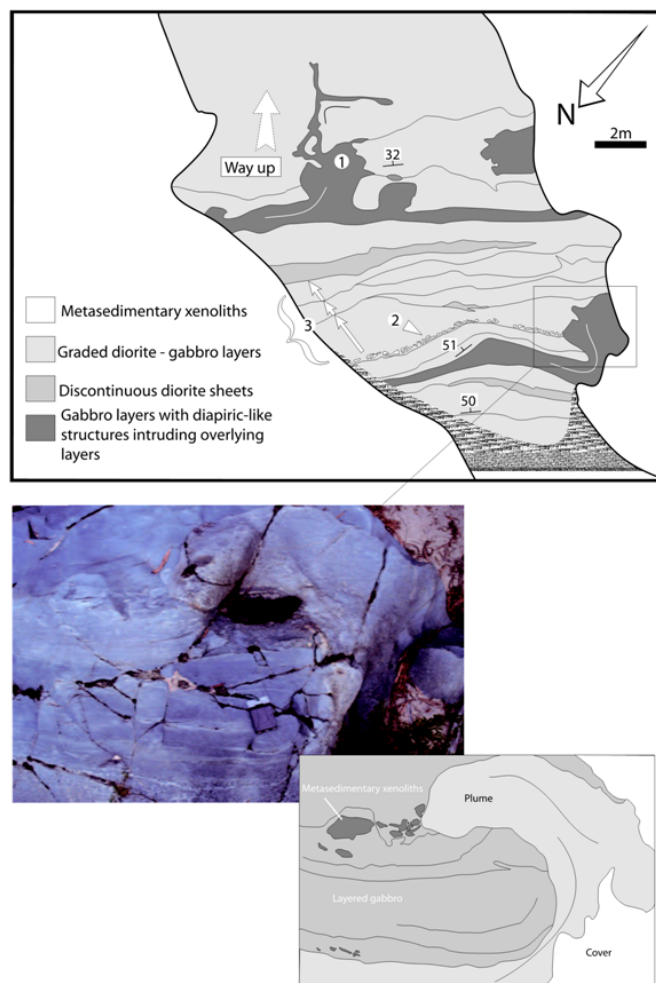 N
2m
Way up
1
32
3
2
51
50
Metasedimentary xenoliths
Graded diorite - gabbro layers
Discontinuous diorite sheets
Gabbro layers with diapiric-like
structures intruding overlying
layers
Metasedimentary xenoliths
Plume
Layered gabbro
Cover